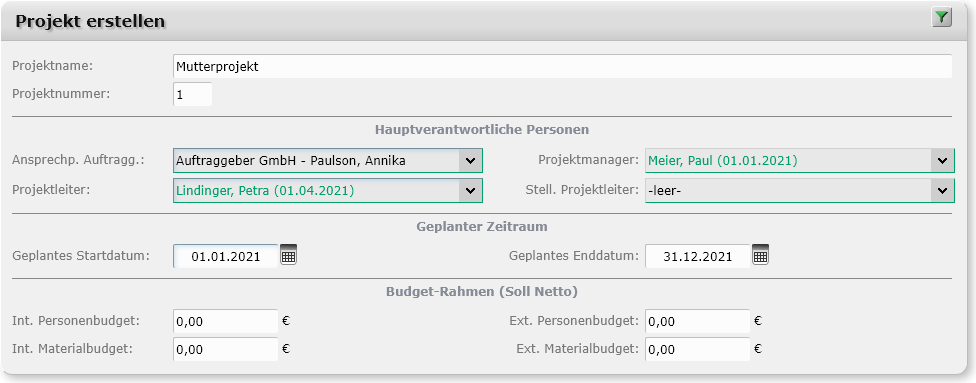 Projekt erstellen
Projektname: Mutterprojekt
Projektnummer: 1
Hauptverantwortliche Personen
Ansprechp. Auftragg.: Auftraggeber GmbH - Paulson, Annika Projektmanager: Meier, Paul (01.01.2021)
Projektleiter: Lindinger, Petra (01.04.2021) Stell. Projektleiter: -leer-
Geplanter Zeitraum
Geplantes Startdatum: 01.01.2021 Geplantes Enddatum: 31.12.2021
Budget-Rahmen (Soll Netto)
Int. Personenbudget: 0,00 € Ext. Personenbudget: 0,00 €
Int. Materialbudget: 0,00 € Ext. Materialbudget: 0,00 €